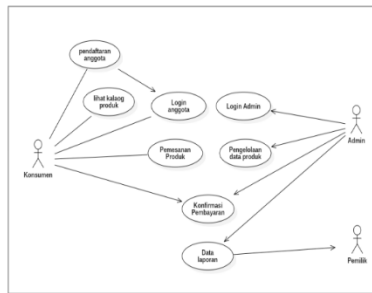 pendaftaran
anggota
lihat kalaog
produk
Login
anggota
Login Admin
Pemesanan
Produk
Pengelolaan
data produk
Konsumen
Admin
Konfirmasi
Pembayaran
Data
laporan
Pemilik